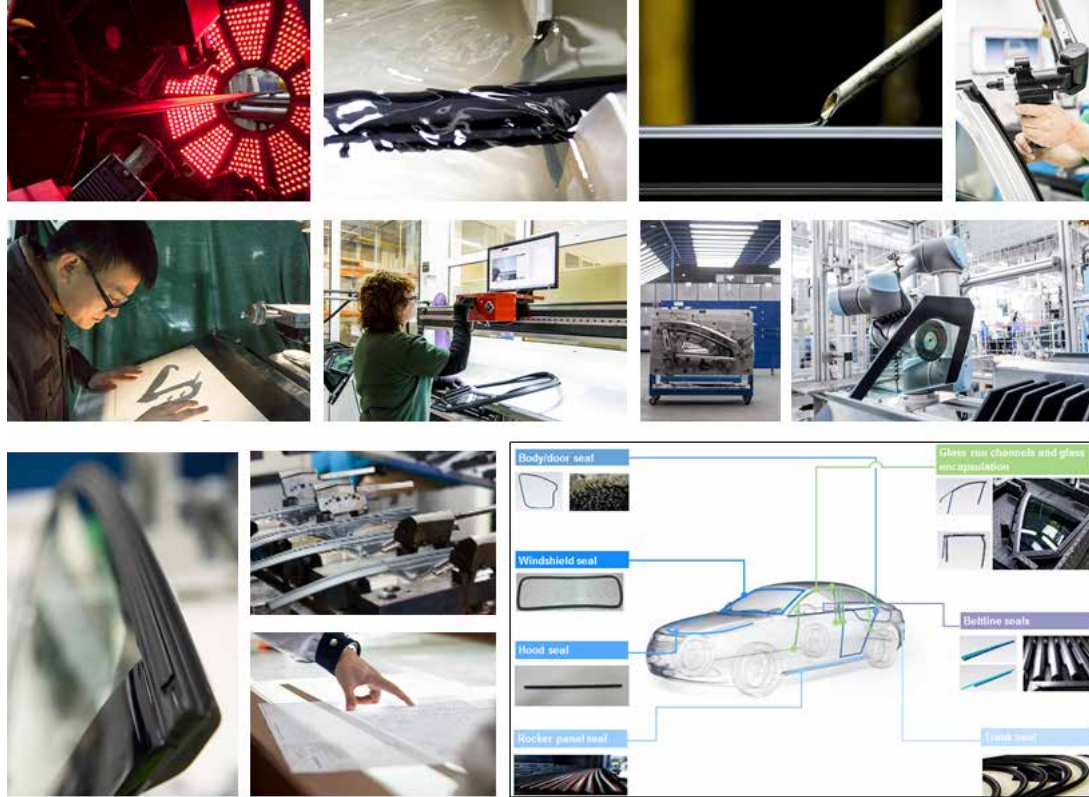 Body/door seal
Glass run channels and glass
encapsulation
Windshield seal
Beltline seals
Hood seal
Rocker panel seal
Trunk seal